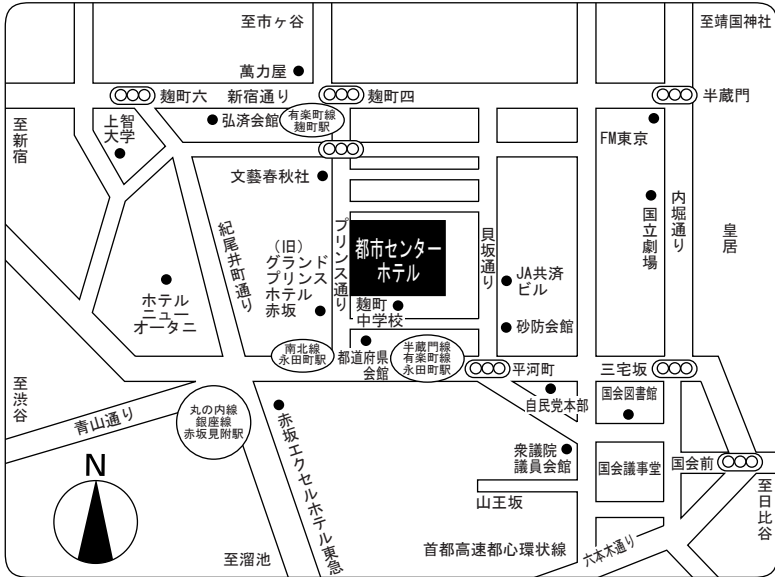 至市ヶ谷
至靖国神社
萬力屋
麹町六
新宿通り
麹町四
半蔵門
至新宿
上智
大学
弘済会館
有楽町線
麹町駅
FM東京
文藝春秋社
紀尾井町通り
(旧)
グランド
プリンス
ホテル
赤坂
プリンス通り
都市センター
ホテル
貝坂通り
国立劇場
内堀通り
皇居
ホテル
ニュー
オータニ
麹町
中学校
JA共済
ビル
砂防会館
南北線
永田町駅
都道府県
会館
半蔵門線
有楽町線
永田町駅
平河町
三宅坂
至渋谷
青山通り
丸の内線
銀座線
赤坂見附駅
自民党本部
国会図書館
赤坂エクセルホテル東急
衆議院
議員会館
国会議事堂
国会前
N
山王坂
至日比谷
至溜池
首都高速都心環状線
六本木通り